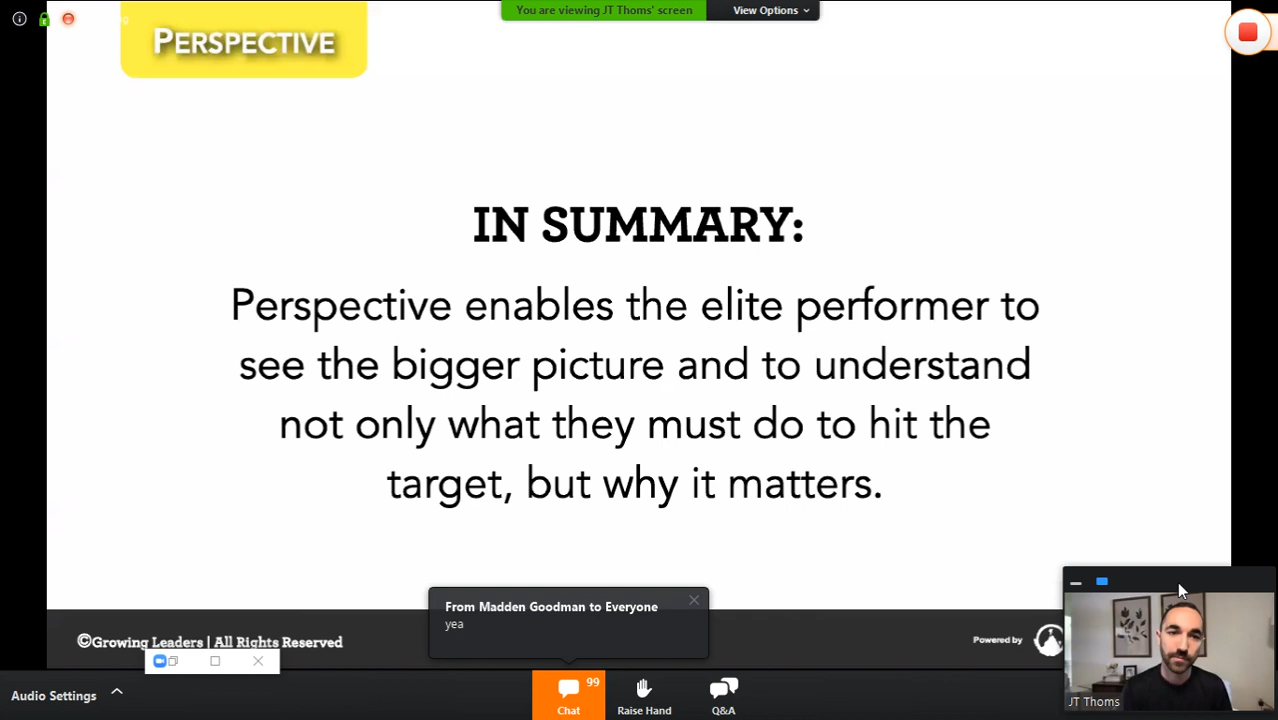 You are viewing JT Thoms' screen
View Options
PERSPECTIVE
IN SUMMARY:
Perspective enables the elite performer to
see the bigger picture and to understand
not only what they must do to hit the
target, but why it matters.
From Madden Goodman to Everyone
yea
©Growing Leaders | All Rights Reserved
Powered by
JT Thoms
Audio Settings
99
Chat
Raise Hand
Q&A